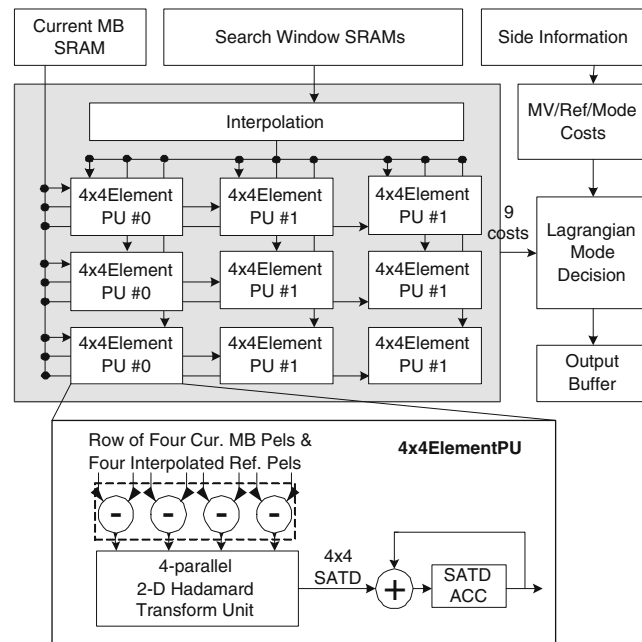 Current MB
SRAM
Search Window SRAMs
Side Information
Interpolation
MV/Ref/Mode
Costs
4x4Element
PU #0
4x4Element
PU #1
4x4Element
PU #1
9
costs
Lagrangian
Mode
Decision
4x4Element
PU #0
4x4Element
PU #1
4x4Element
PU #1
4x4Element
PU #0
4x4Element
PU #1
4x4Element
PU #1
Output
Buffer
Row of Four Cur. MB Pels &
Four Interpolated Ref. Pels
4x4ElementPU
- - - -
4-parallel
2-D Hadamard
Transform Unit
4x4
SATD
+
SATD
ACC